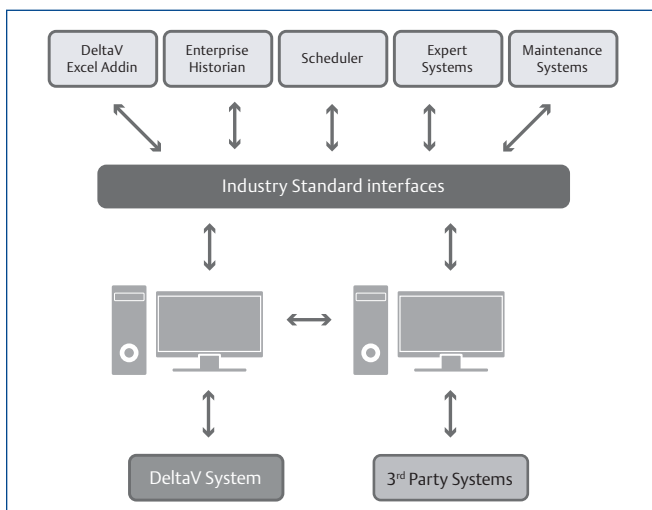 DeltaV
Excel Addin
Enterprise
Historian
Scheduler
Expert
Systems
Maintenance
Systems
Industry Standard interfaces
DeltaV System
3rd Party Systems